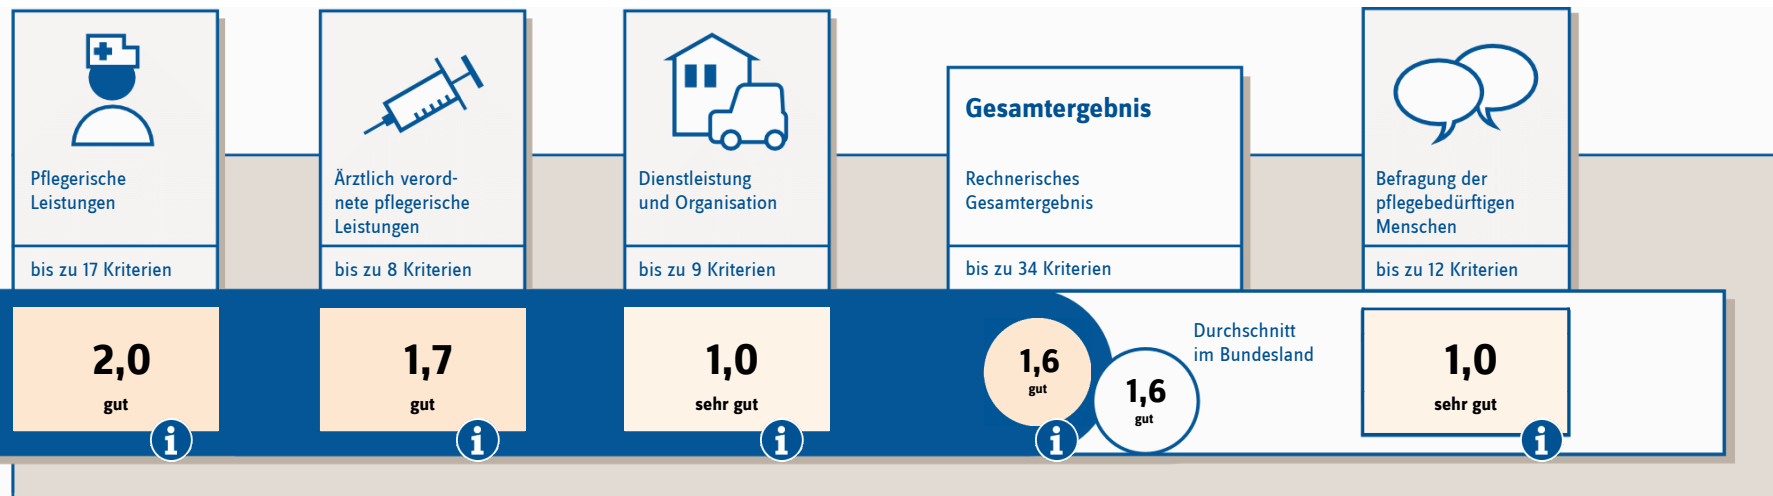 Pflegerische
Leistungen
bis zu 17 Kriterien
2,0
gut
i
Ärztlich verord-
nete pflegerische
Leistungen
bis zu 8 Kriterien
1,7
gut
i
Dienstleistung
und Organisation
bis zu 9 Kriterien
1,0
sehr gut
i
Gesamtergebnis
Rechnerisches
Gesamtergebnis
bis zu 34 Kriterien
1,6
gut
i
Durchschnitt
im Bundesland
1,6
gut
Befragung der
pflegebedürftigen
Menschen
bis zu 12 Kriterien
1,0
sehr gut
i